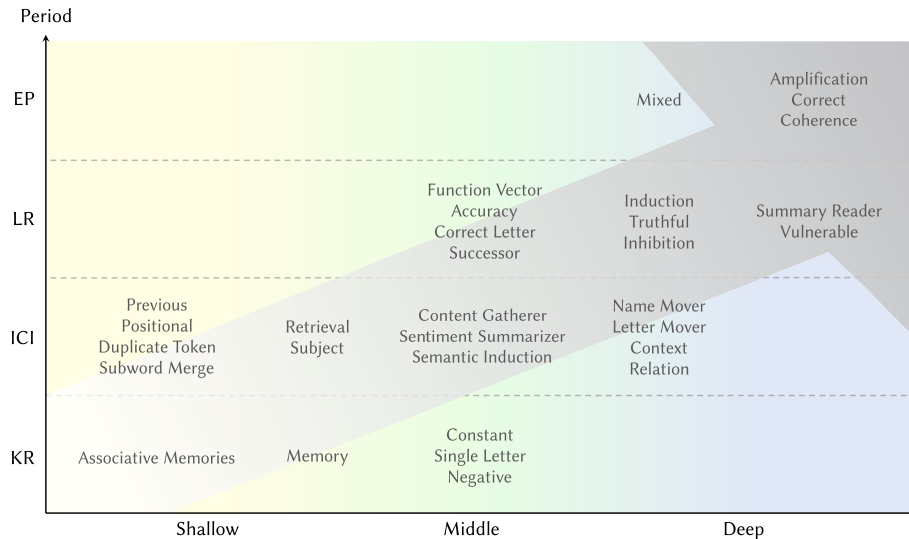 Period
EP
Mixed
Amplification
Correct
Coherence
LR
Function Vector
Accuracy
Correct Letter
Successor
Induction
Truthful
Inhibition
Summary Reader
Vulnerable
ICI
Previous
Positional
Duplicate Token
Subword Merge
Retrieval
Subject
Content Gatherer
Sentiment Summarizer
Semantic Induction
Name Mover
Letter Mover
Context
Relation
KR
Associative Memories
Memory
Constant
Single Letter
Negative
Shallow
Middle
Deep